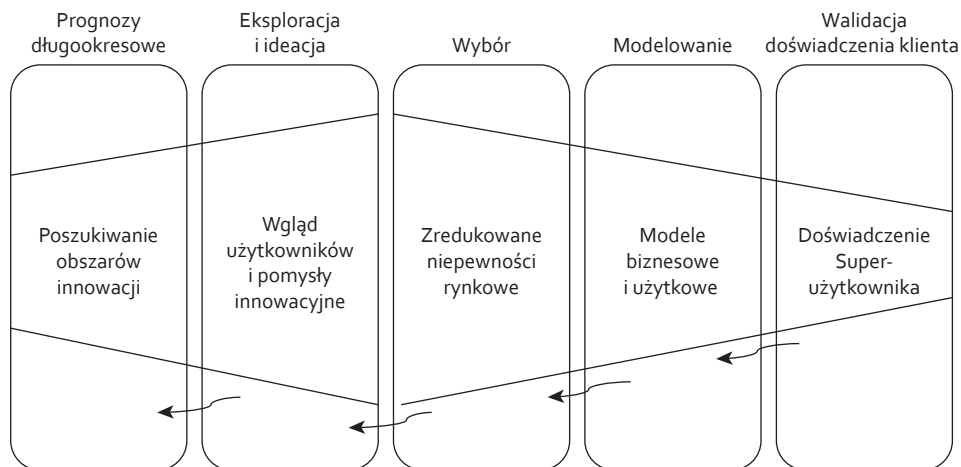 Prognozy
długookresowe
Eksploracja
i ideacja
Wybór
Modelowanie
Walidacja
doświadczenia klienta
Poszukiwanie
obszarów
innowacji
Wgląd
użytkowników
i pomysły
innowacyjne
Zredukowane
niepewności
rynkowe
Modele
biznesowe
i użytkowe
Doświadczenie
Super-
użytkownika